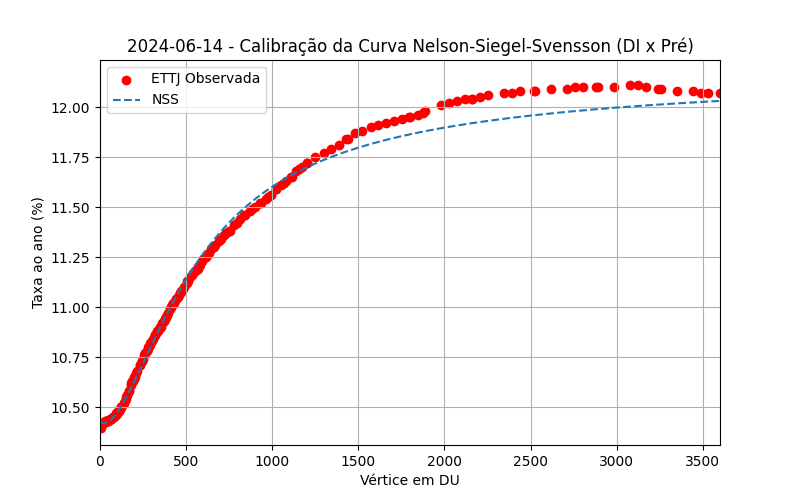 2024-06-14 - Calibração da Curva Nelson-Siegel-Svensson (DI x Pré)
ETTJ Observada
NSS
Taxa ao ano (%)
12.00
11.75
11.50
11.25
11.00
10.75
10.50
0 500 1000 1500 2000 2500 3000 3500
Vértice em DU